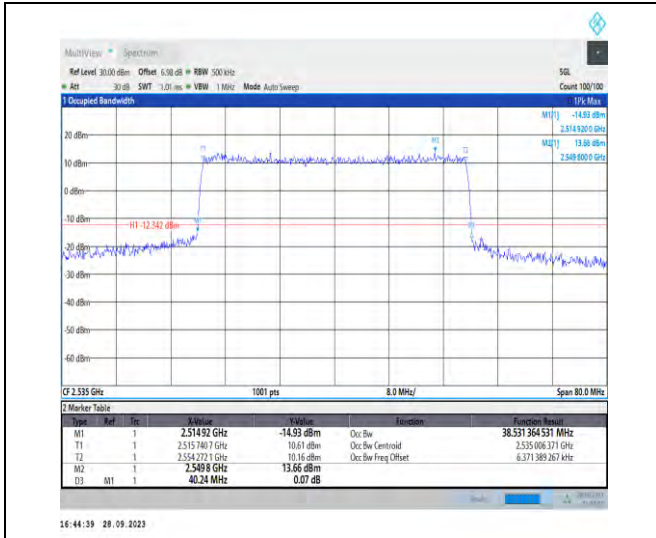 MultiView Spectrum
Ref Level 30.00 dBm Offset 6.98 dB RBW 500 kHz SGL
Att 30 dB SWT 1.01 ms VBW 1 MHz Mode Auto Sweep Count 100/100
1 Occupied Bandwidth 1Pk Max
M1[1] -14.93 dBm
2.514 920 0 GHz
M2[1] 13.66 dBm
2.549 800 0 GHz
20 dBm
10 dBm
0 dBm
-10 dBm
H1 -12.342 dBm
-20 dBm
-30 dBm
-40 dBm
-50 dBm
-60 dBm
CF 2.535 GHz 1001 pts 8.0 MHz/ Span 80.0 MHz
2 Marker Table
Type Ref Trc X-Value Y-Value Function Function Result
M1 1 2.514 92 GHz -14.93 dBm Occ Bw 38.531 364 531 MHz
T1 1 2.515 740 7 GHz 10.61 dBm Occ Bw Centroid 2.535 006 371 GHz
T2 1 2.554 272 1 GHz 10.16 dBm Occ Bw Freq Offset 6.371 389 267 kHz
M2 1 2.549 8 GHz 13.66 dBm
D3 M1 1 40.24 MHz 0.07 dB
16:44:39 28.09.2023